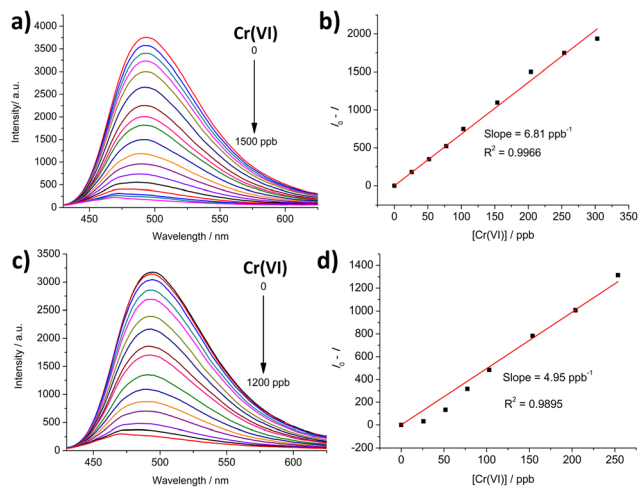 a)
4000
3500
3000
2500
2000
1500
1000
500
0
Intensity/ a.u.
Cr(VI)
0
1500 ppb
450 500 550 600
Wavelength / nm
b)
2000
1500
1000
500
0
I0 - I
Slope = 6.81 ppb-1
R2 = 0.9966
0 50 100 150 200 250 300 350
[Cr(VI)] / ppb
c)
3500
3000
2500
2000
1500
1000
500
0
Intensity / a.u.
Cr(VI)
0
1200 ppb
450 500 550 600
Wavelength / nm
d)
1400
1200
1000
800
600
400
200
0
-200
I0 - I
Slope = 4.95 ppb-1
R2 = 0.9895
0 50 100 150 200 250
[Cr(VI)] / ppb